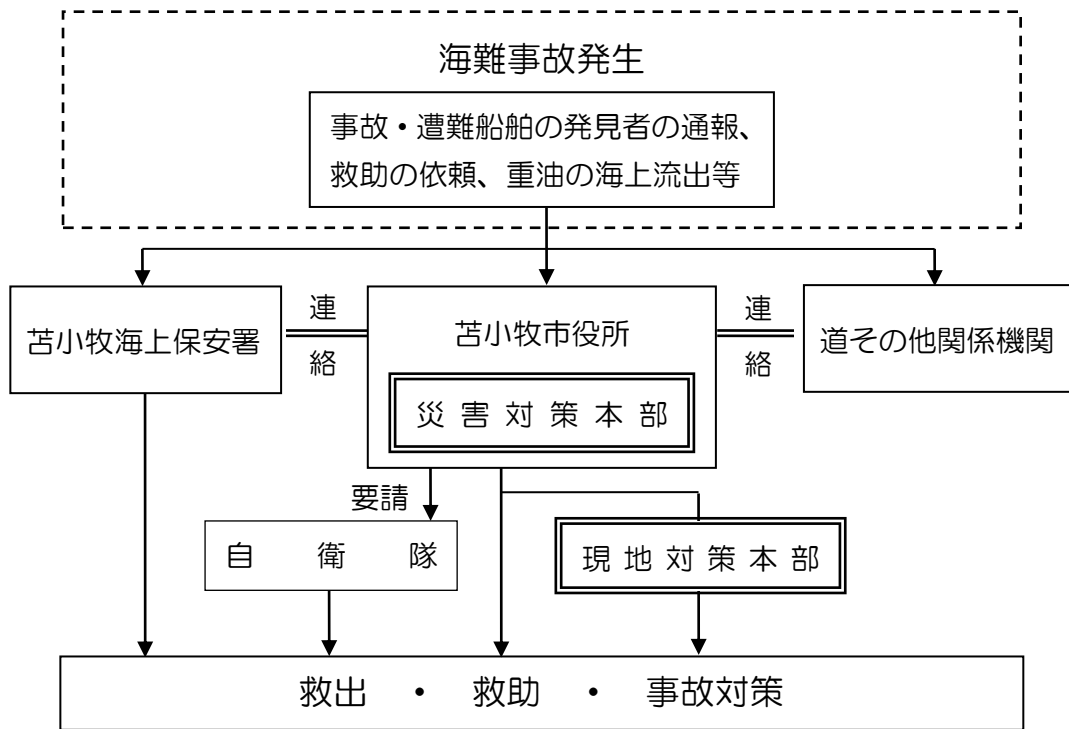 海難事故発生
事故・遭難船舶の発見者の通報、
救助の依頼、重油の海上流出等
苫小牧海上保安署
連
絡
苫小牧市役所
災害対策本部
連
絡
道その他関係機関
要請
自衛隊
現地対策本部
救出・救助・事故対策